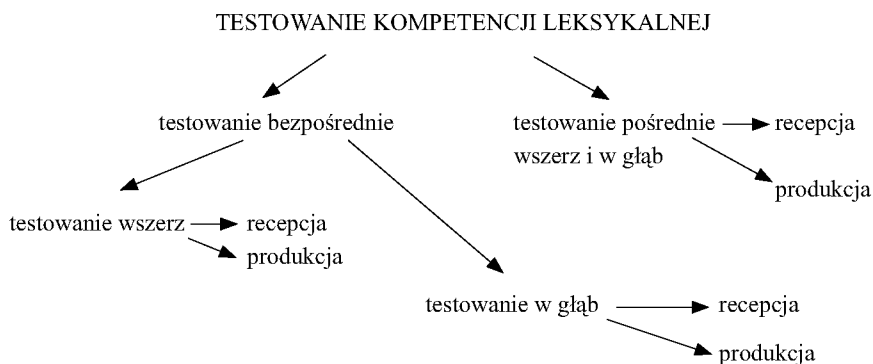 TESTOWANIE KOMPETENCJI LEKSYKALNEJ
testowanie bezpośrednie
testowanie pośrednie
wszerz i w głąb
recepcja
produkcja
testowanie wszerz
recepcja
produkcja
testowanie w głąb
recepcja
produkcja